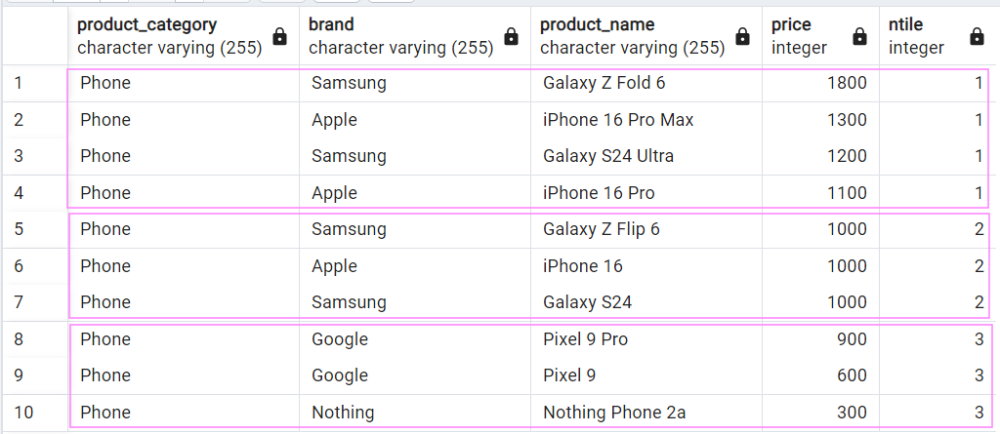 product_category brand product_name price ntile
character varying (255) character varying (255) character varying (255) integer integer
1 Phone Samsung Galaxy Z Fold 6 1800 1
2 Phone Apple iPhone 16 Pro Max 1300 1
3 Phone Samsung Galaxy S24 Ultra 1200 1
4 Phone Apple iPhone 16 Pro 1100 1
5 Phone Samsung Galaxy Z Flip 6 1000 2
6 Phone Apple iPhone 16 1000 2
7 Phone Samsung Galaxy S24 1000 2
8 Phone Google Pixel 9 Pro 900 3
9 Phone Google Pixel 9 600 3
10 Phone Nothing Nothing Phone 2a 300 3